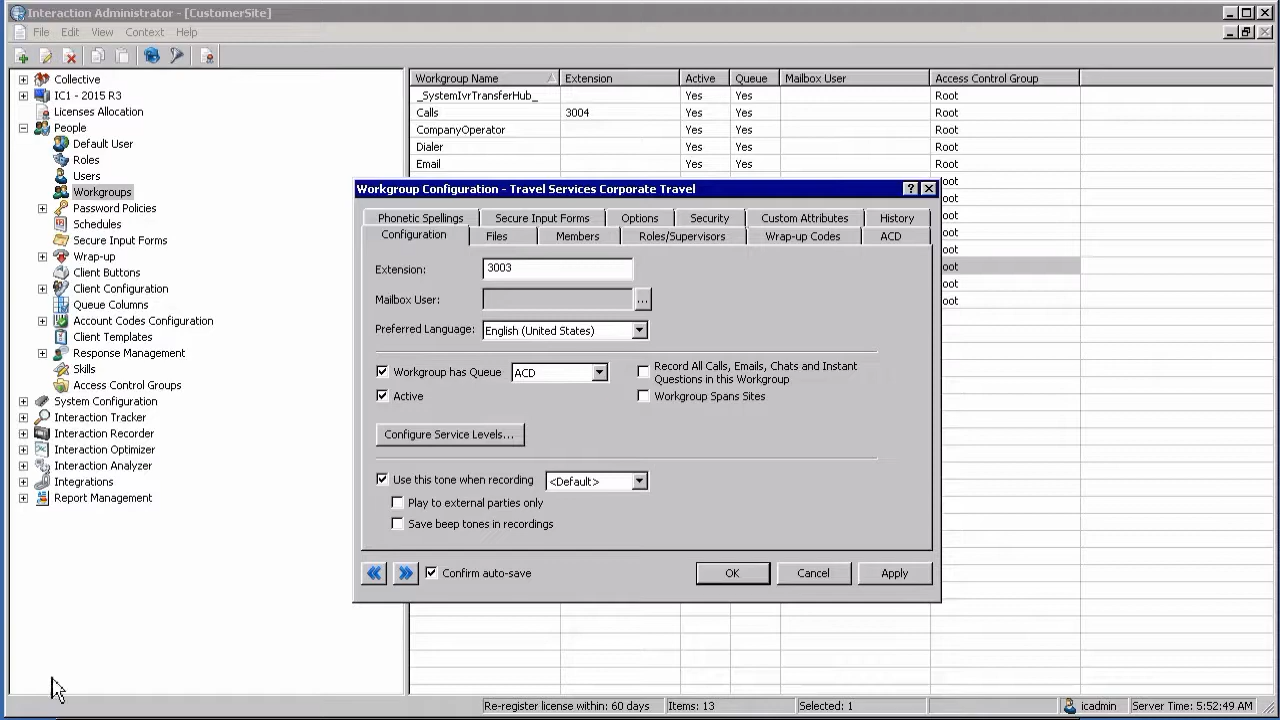 Interaction Administrator - [CustomerSite]
File Edit View Context Help
Collective
IC1 - 2015 R3
Licenses Allocation
People
Default User
Roles
Users
Workgroups
Password Policies
Schedules
Secure Input Forms
Wrap-up
Client Buttons
Client Configuration
Queue Columns
Account Codes Configuration
Client Templates
Response Management
Skills
Access Control Groups
System Configuration
Interaction Tracker
Interaction Recorder
Interaction Optimizer
Interaction Analyzer
Integrations
Report Management
Workgroup Name Extension Active Queue Mailbox User Access Control Group
_SystemIvrTransferHub_ Yes Yes Root
Calls 3004 Yes Yes Root
CompanyOperator Yes Yes Root
Dialer Yes Yes Root
Email Yes Yes Root
oot
oot
oot
oot
oot
oot
oot
oot
Workgroup Configuration - Travel Services Corporate Travel
Phonetic Spellings Secure Input Forms Options Security Custom Attributes History
Configuration Files Members Roles/Supervisors Wrap-up Codes ACD
Extension: 3003
Mailbox User: ...
Preferred Language: English (United States)
Workgroup has Queue ACD
Record All Calls, Emails, Chats and Instant
Questions in this Workgroup
Active
Workgroup Spans Sites
Configure Service Levels...
Use this tone when recording <Default>
Play to external parties only
Save beep tones in recordings
Confirm auto-save OK Cancel Apply
Re-register license within: 60 days Items: 13 Selected: 1 icadmin Server Time: 5:52:49 AM